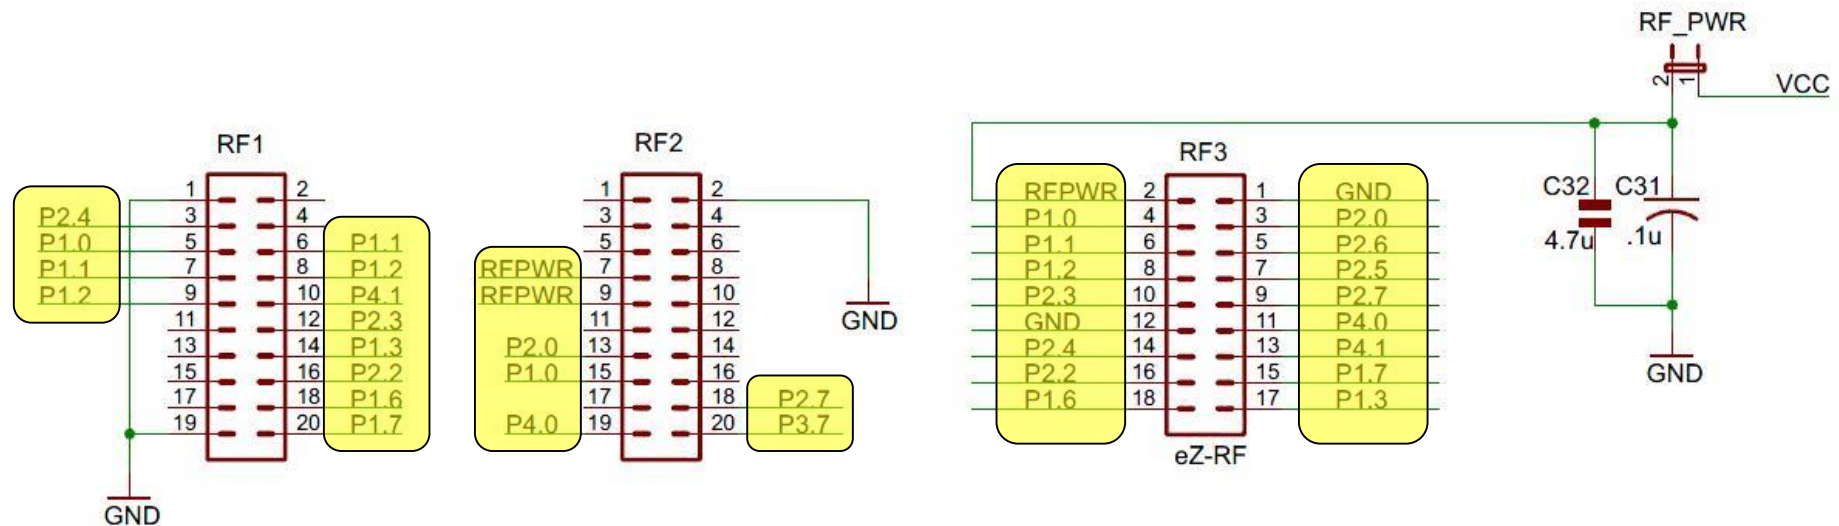 RF_PWR
2 1
VCC
RF1
1 2
P2.4 3 4
P1.0 5 6 P1.1
P1.1 7 8 P1.2
P1.2 9 10 P4.1
11 12 P2.3
13 14 P1.3
15 16 P2.2
17 18 P1.6
19 20 P1.7
GND
RF2
1 2
3 4
5 6
RFPWR 7 8
RFPWR 9 10
11 12
P2.0 13 14
P1.0 15 16
17 18 P2.7
P4.0 19 20 P3.7
GND
RF3
RFPWR 2 1 GND
P1.0 4 3 P2.0
P1.1 6 5 P2.6
P1.2 8 7 P2.5
P2.3 10 9 P2.7
GND 12 11 P4.0
P2.4 14 13 P4.1
P2.2 16 15 P1.7
P1.6 18 17 P1.3
eZ-RF
C32 C31
4.7u .1u
GND